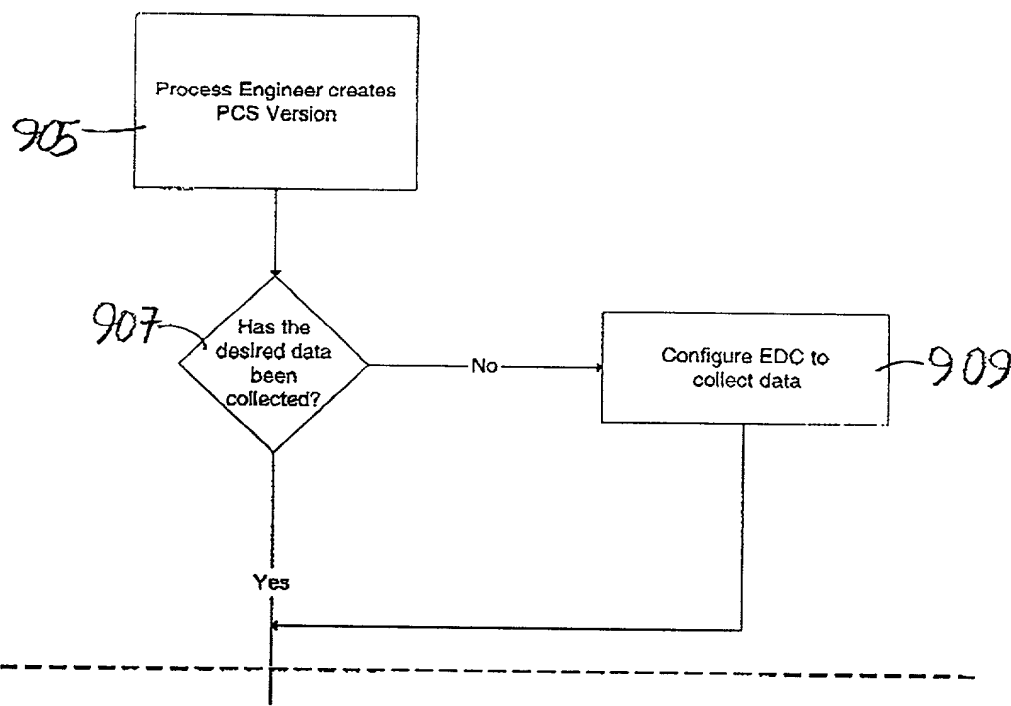 Process Engineer creates
PCS Version
905
907
Has the
desired data
been
collected?
No
Configure EDC to
collect data
909
Yes